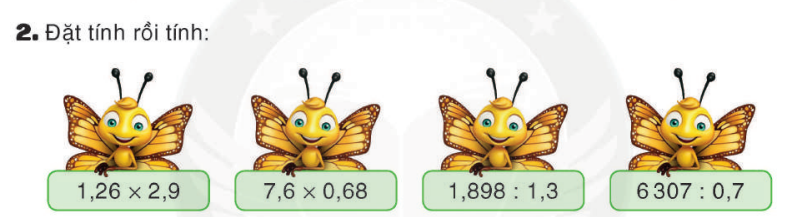 2. Đặt tính rồi tính:
1,26 × 2,9
7,6 × 0,68
1,898 : 1,3
6 307 : 0,7